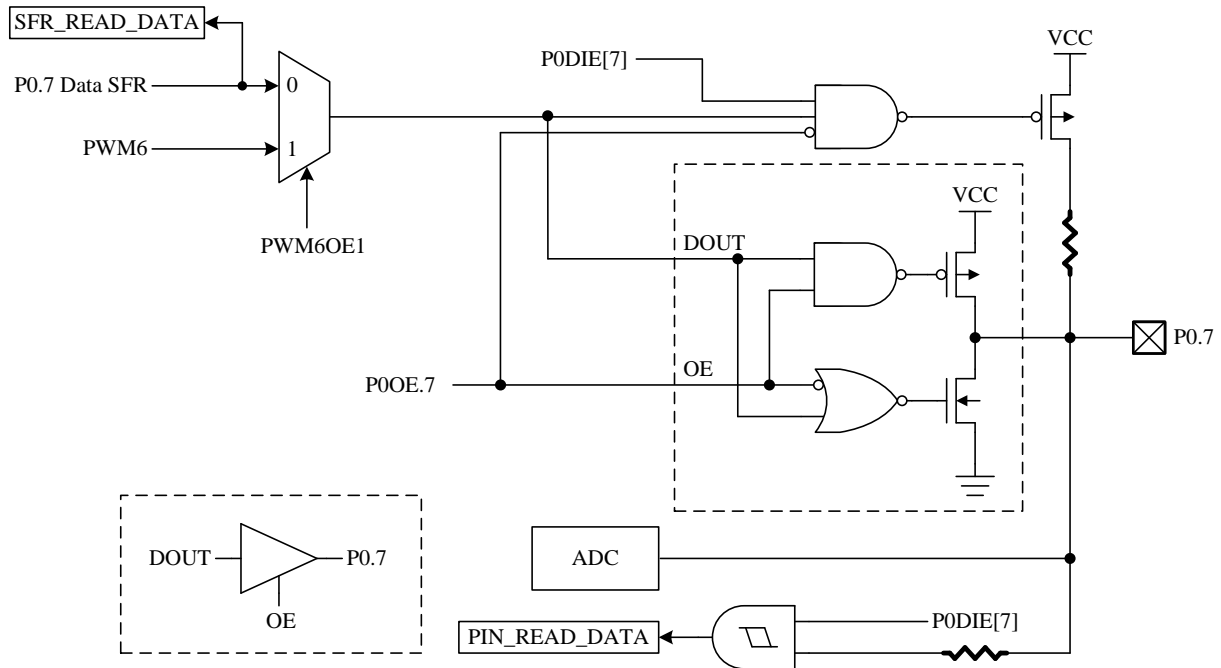 SFR_READ_DATA
P0.7 Data SFR
0
PWM6
1
PWM6OE1
P0DIE[7]
VCC
VCC
DOUT
P0OE.7
OE
P0.7
DOUT
P0.7
OE
ADC
PIN_READ_DATA
P0DIE[7]